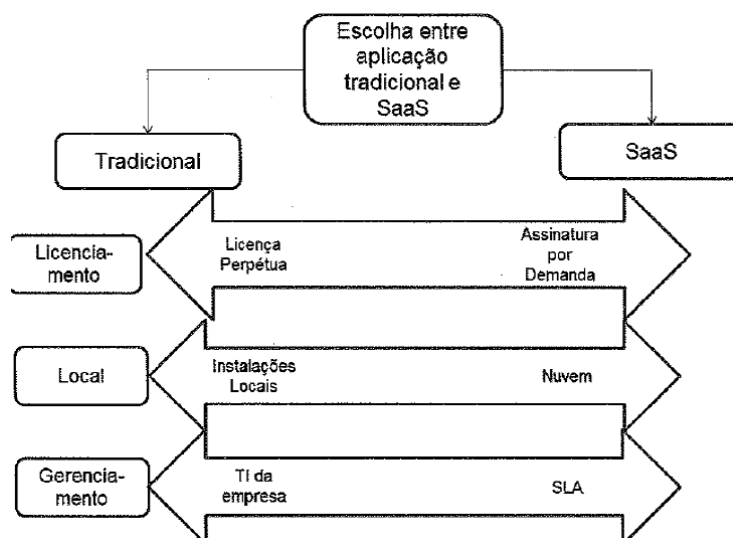 Escolha entre
aplicação
tradicional e
SaaS
Tradicional
SaaS
Licencia-
mento
Licença
Perpétua
Assinatura
por
Demanda
Local
Instalações
Locais
Nuvem
Gerencia-
mento
TI da
empresa
SLA